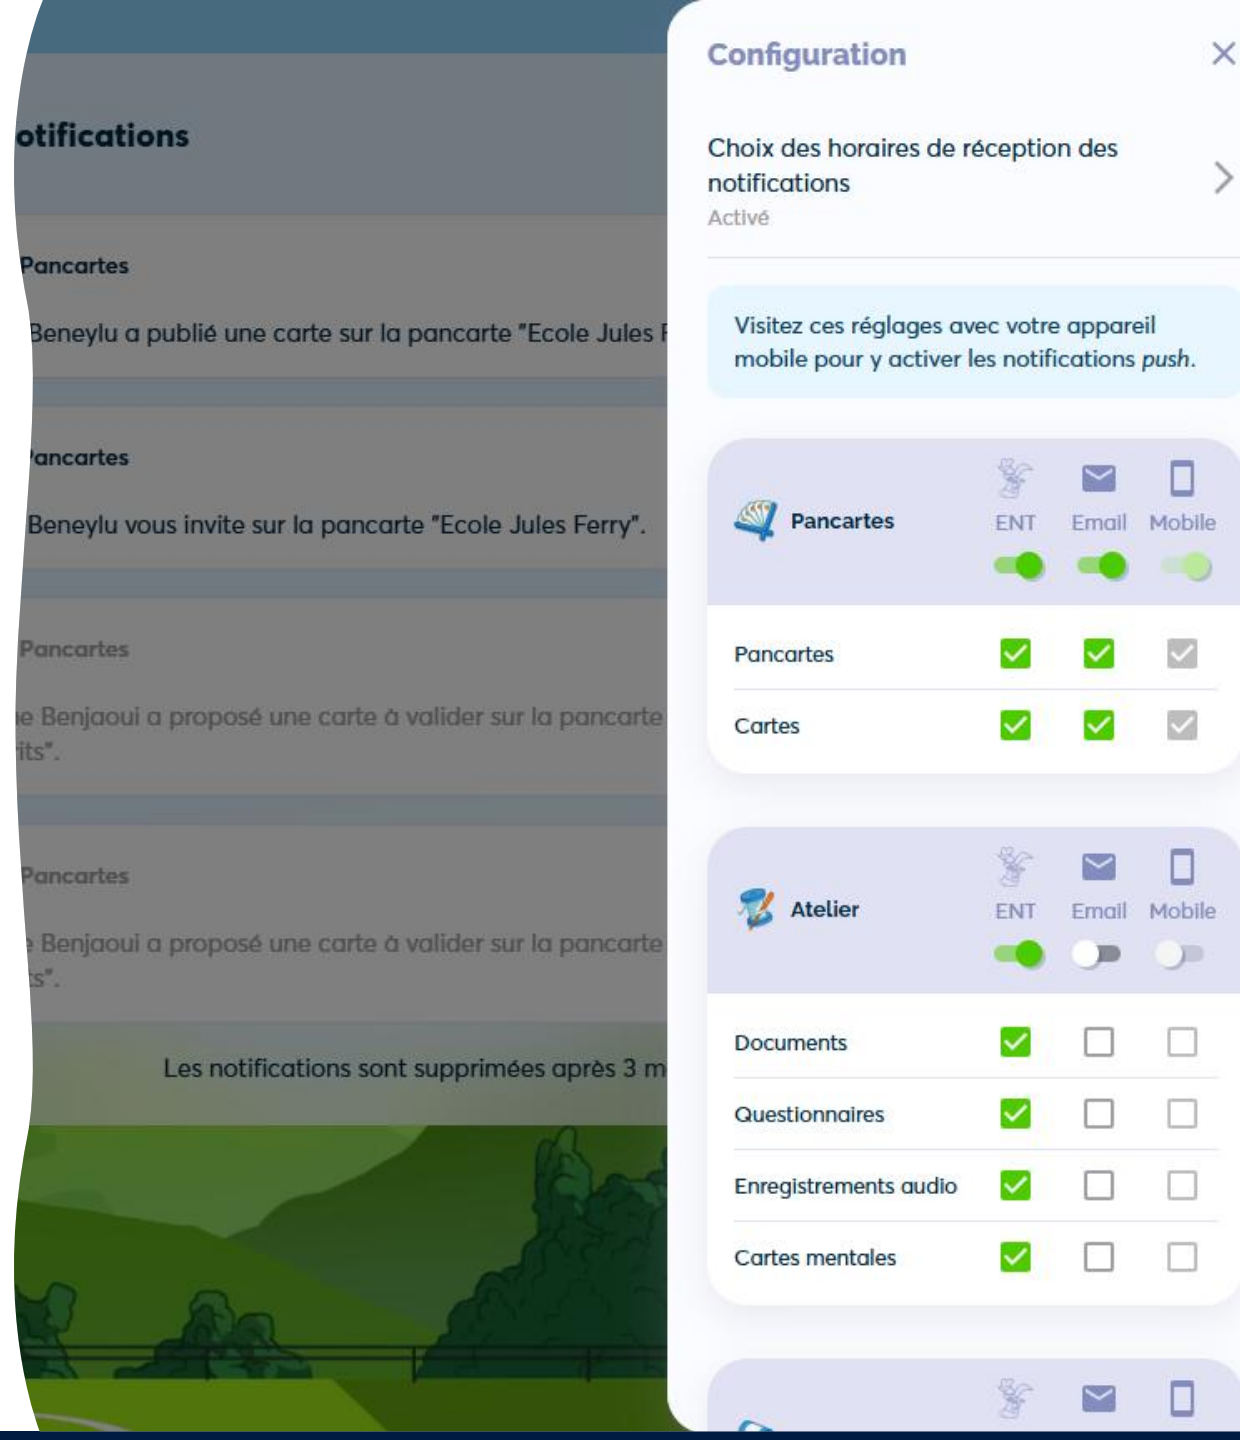 otifications
Pancartes
Beneylu a publié une carte sur la pancarte "Ecole Jules
ancartes
Beneylu vous invite sur la pancarte "Ecole Jules Ferry".
Pancartes
e Benjaoui a proposé une carte à valider sur la pancarte
its".
Pancartes
e Benjaoui a proposé une carte à valider sur la pancarte
ts".
Les notifications sont supprimées après 3 m
Configuration
Choix des horaires de réception des
notifications
Activé
Visitez ces réglages avec votre appareil
mobile pour y activer les notifications push.
Pancartes
ENT Email Mobile
Pancartes
Cartes
Atelier
ENT Email Mobile
Documents
Questionnaires
Enregistrements audio
Cartes mentales